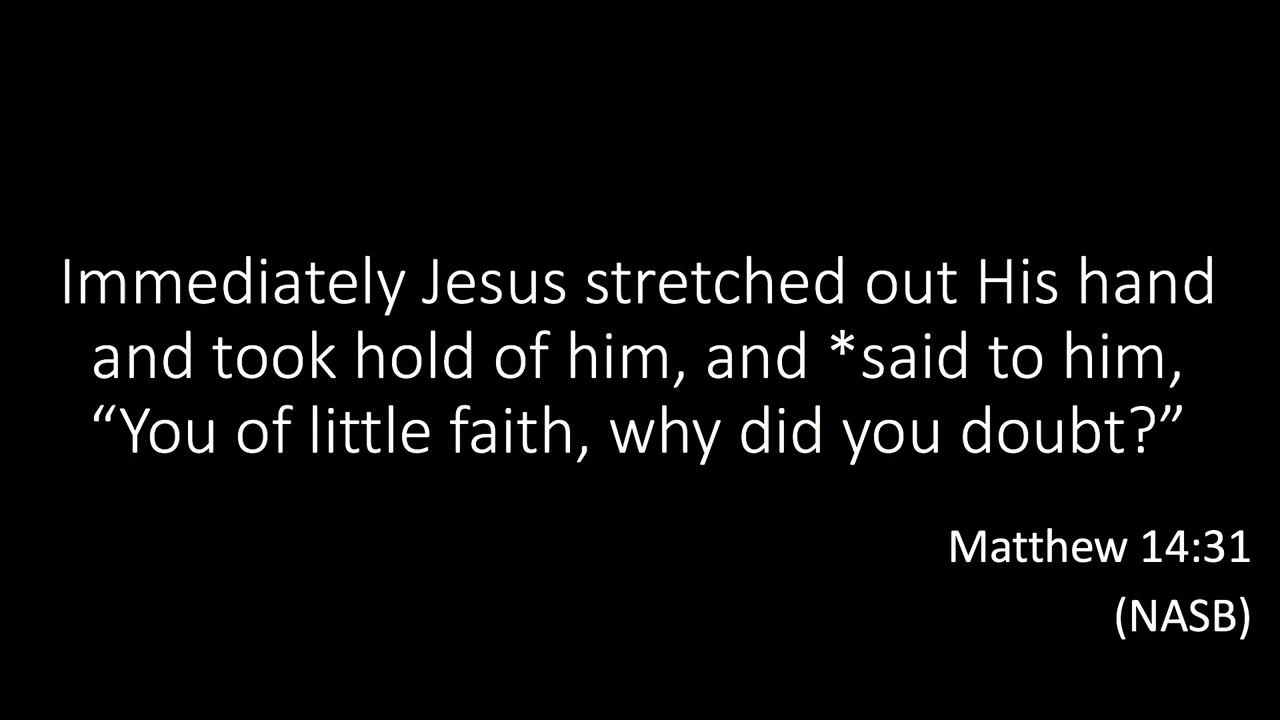 Immediately Jesus stretched out His hand
and took hold of him, and *said to him,
“You of little faith, why did you doubt?”
Matthew 14:31
(NASB)